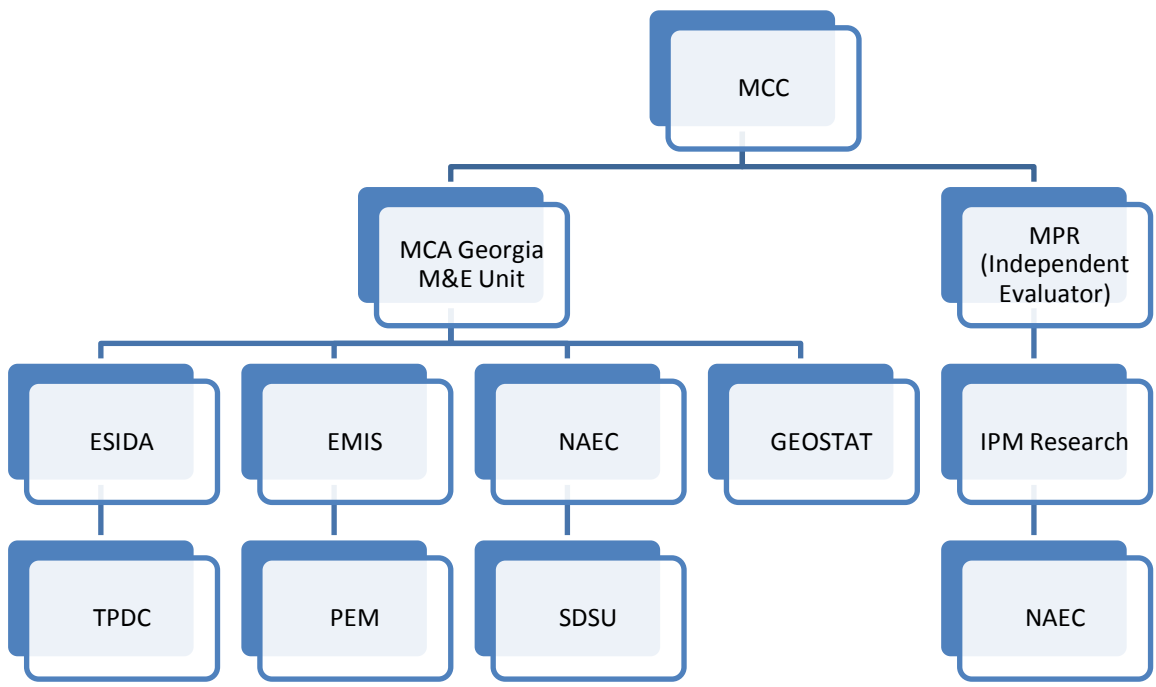 MCC
MCA Georgia
M&E Unit
MPR
(Independent
Evaluator)
ESIDA
EMIS
NAEC
GEOSTAT
IPM Research
TPDC
PEM
SDSU
NAEC